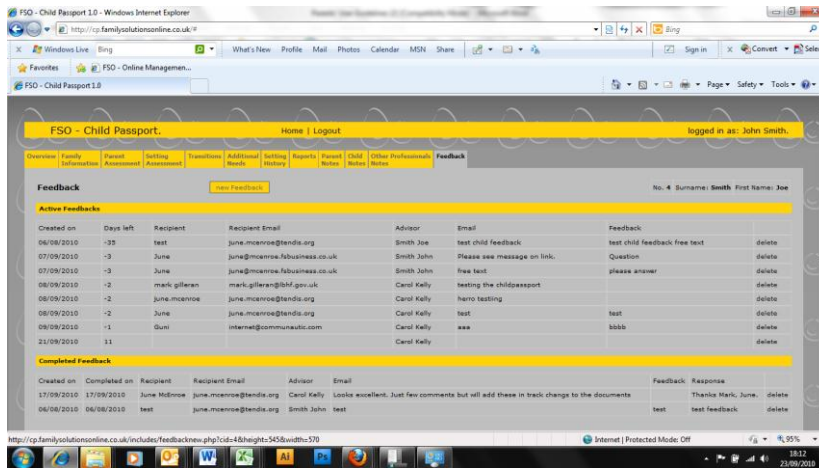 FSO - Child Passport 1.0 - Windows Internet Explorer
http://cp.familysolutionsonline.co.uk/#
Bing
X Windows Live Bing What's New Profile Mail Photos Calendar MSN Share Sign in x Convert Sele
Favorites FSO - Online Managemen...
FSO - Child Passport 1.0 Page Safety Tools
FSO - Child Passport. Home | Logout logged in as: John Smith.
Overview Family Information Parent Assessment Setting Assessment Transitions Additional Needs Setting History Reports Parent Notes Child Notes Other Professionals Notes Feedback
Feedback new Feedback No. 4 Surname: Smith First Name: Joe
Active Feedbacks
Created on Days left Recipient Recipient Email Advisor Email Feedback
06/08/2010 -35 test june.mcenroe@tendis.org Smith Joe test child feedback test child feedback free text delete
07/09/2010 -3 June june@mcenroe.fsbusiness.co.uk Smith John Please see message on link. Question delete
07/09/2010 -3 June june@mcenroe.fsbusiness.co.uk Smith John free text please answer delete
08/09/2010 -2 mark gilleran mark.gilleran@lbhf.gov.uk Carol Kelly testing the childpassport delete
08/09/2010 -2 june.mcenroe june.mcenroe@tendis.org Carol Kelly herro testiing delete
08/09/2010 -2 June june.mcenroe@tendis.org Carol Kelly test test delete
09/09/2010 -1 Guni internet@communautic.com Carol Kelly aaa bbbb delete
21/09/2010 11 Carol Kelly delete
Completed Feedback
Created on Completed on Recipient Recipient Email Advisor Email Feedback Response
17/09/2010 17/09/2010 June McEnroe june.mcenroe@tendis.org Carol Kelly Looks excellent. Just few comments but will add these in track changs to the documents Thanks Mark, June. delete
06/08/2010 06/08/2010 test june.mcenroe@tendis.org Smith John test test test feedback delete
http://cp.familysolutionsonline.co.uk/includes/feedbacknew.php?cid=4&height=545&width=570 Internet | Protected Mode: Off 95%
18:12
23/09/2010